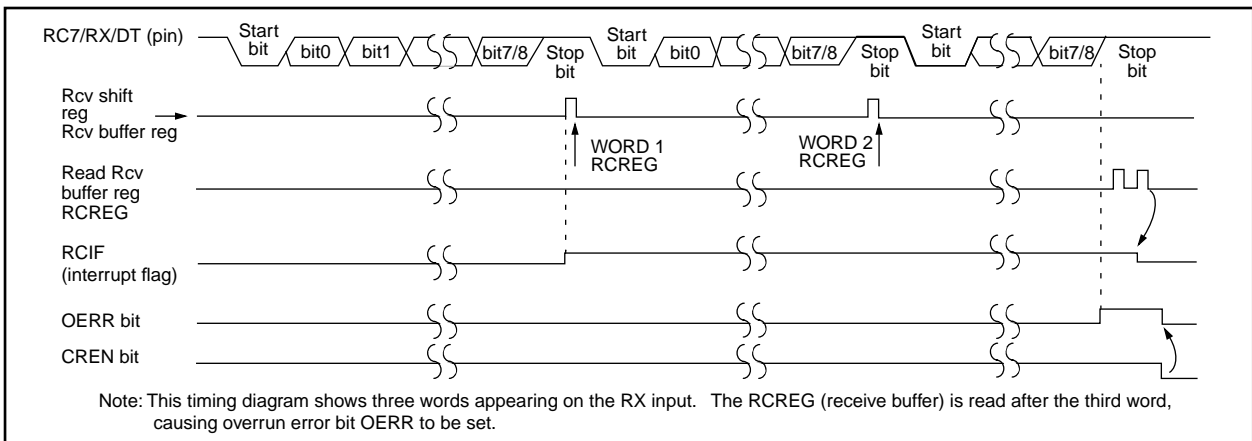 RC7/RX/DT (pin)
Start
bit
bit0
bit1
bit7/8
Stop
bit
Start
bit
bit0
bit7/8
Stop
bit
Start
bit
bit7/8
Stop
bit
Rcv shift
reg
Rcv buffer reg
WORD 1
RCREG
WORD 2
RCREG
Read Rcv
buffer reg
RCREG
RCIF
(interrupt flag)
OERR bit
CREN bit
Note: This timing diagram shows three words appearing on the RX input. The RCREG (receive buffer) is read after the third word,
causing overrun error bit OERR to be set.